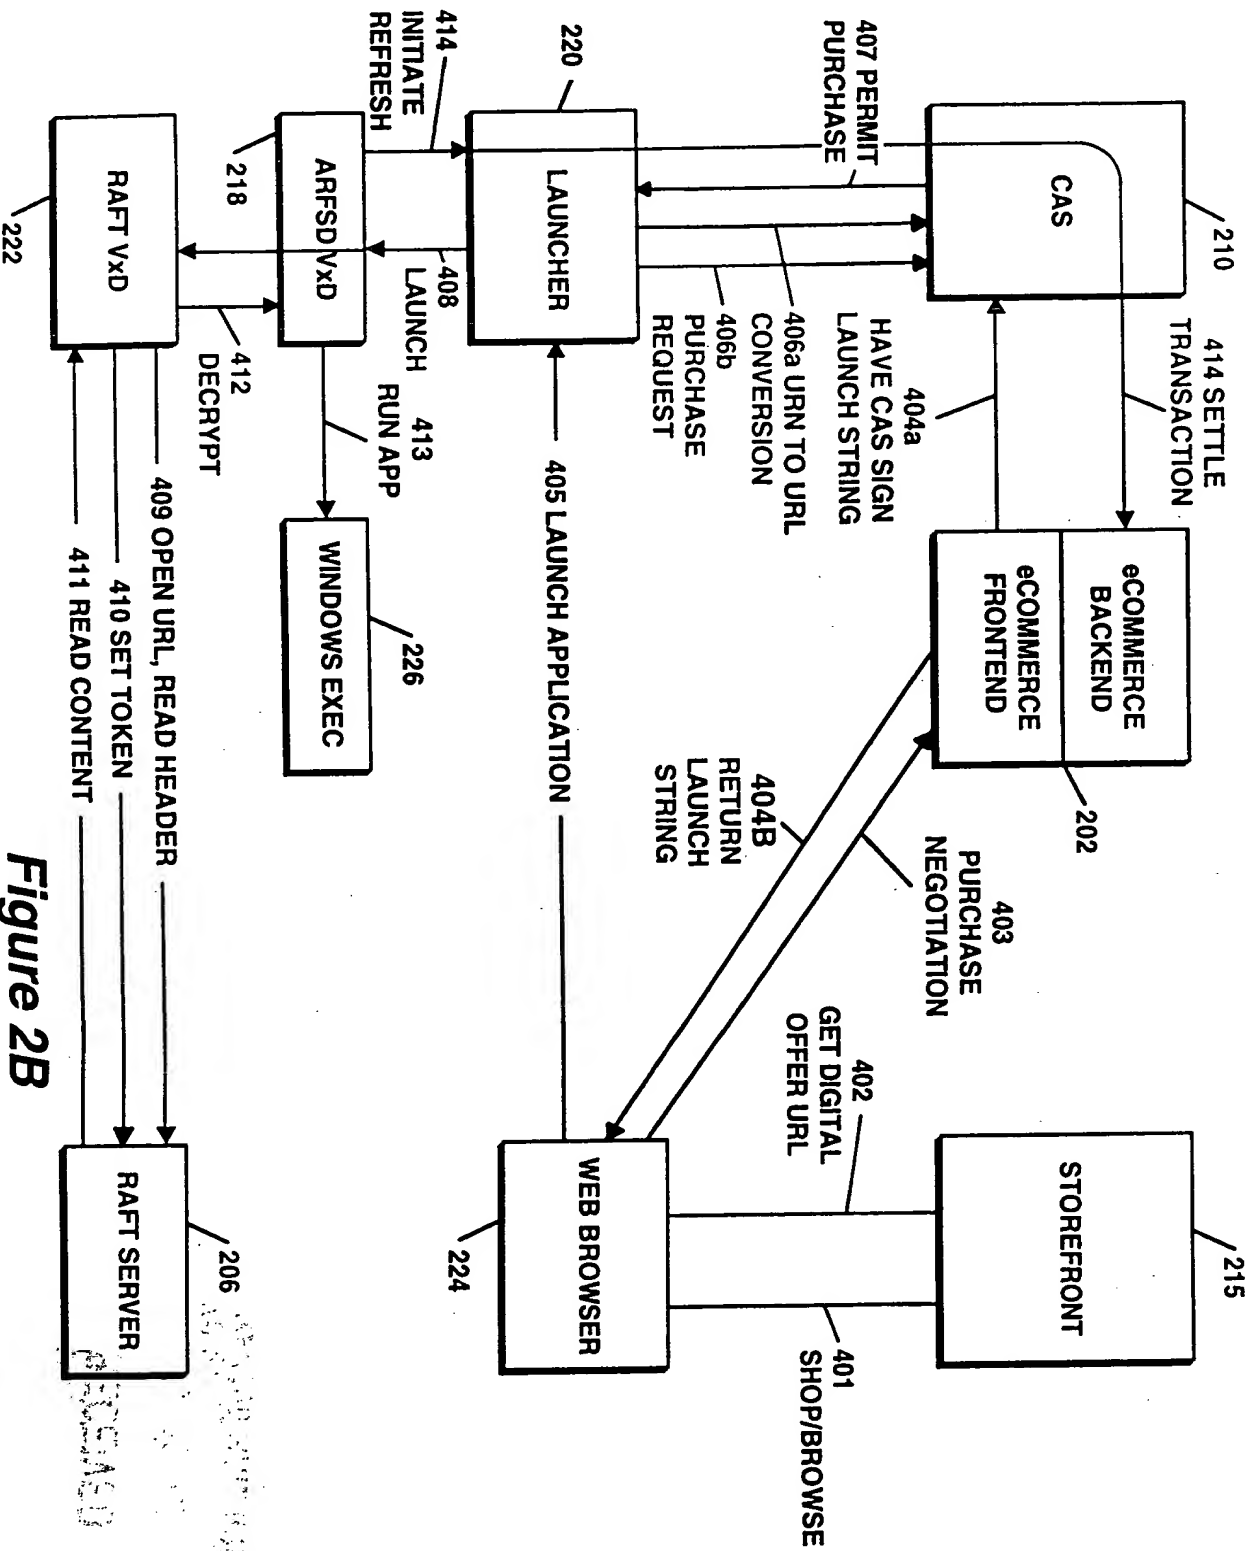 210
CAS
414 SETTLE
TRANSACTION
eCOMMERCE
BACKEND
eCOMMERCE
FRONTEND
202
215
STOREFRONT
407 PERMIT
PURCHASE
404a
HAVE CAS SIGN
LAUNCH STRING
406a URN TO URL
CONVERSION
406b
PURCHASE
REQUEST
403
PURCHASE
NEGOTIATION
404B
RETURN
LAUNCH
STRING
402
GET DIGITAL
OFFER URL
401
SHOP/BROWSE
220
LAUNCHER
405 LAUNCH APPLICATION
WEB BROWSER
224
414
INITIATE
REFRESH
408
LAUNCH
218
ARFSD VxD
413
RUN APP
WINDOWS EXEC
226
412
DECRYPT
RAFT VxD
222
409 OPEN URL, READ HEADER
410 SET TOKEN
411 READ CONTENT
RAFT SERVER
206
Figure 2B